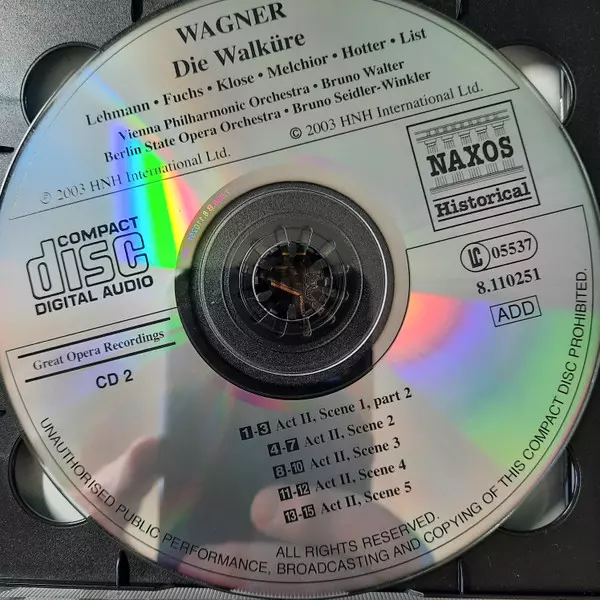 WAGNER
Die Walküre
Lehmann • Fuchs • Klose • Melchior • Hotter • List
Vienna Philharmonic Orchestra • Bruno Walter
Berlin State Opera Orchestra • Bruno Seidler-Winkler
℗ 2003 HNH International Ltd.
© 2003 HNH International Ltd.
NAXOS
Historical
COMPACT
disc
DIGITAL AUDIO
LC 05537
8.110251
ADD
Great Opera Recordings
CD 2
1-3 Act II, Scene 1, part 2
4-7 Act II, Scene 2
8-10 Act II, Scene 3
11-12 Act II, Scene 4
13-15 Act II, Scene 5
ALL RIGHTS RESERVED.
UNAUTHORISED PUBLIC PERFORMANCE, BROADCASTING AND COPYING OF THIS COMPACT DISC PROHIBITED.